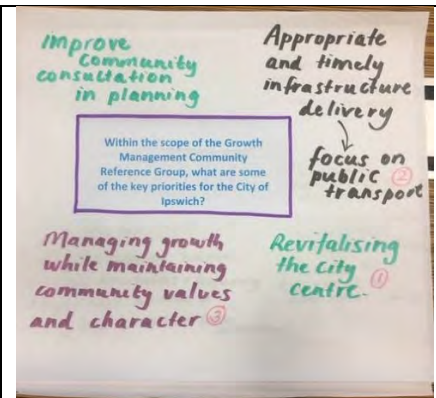 Improve
Community
consultation
in planning
Appropriate
and timely
infrastructure
delivery
focus on
public ②
transport
Within the scope of the Growth
Management Community
Reference Group, what are some
of the key priorities for the City of
Ipswich?
Managing growth
while maintaining
community values
and character ③
Revitalising
the city ①
centre.